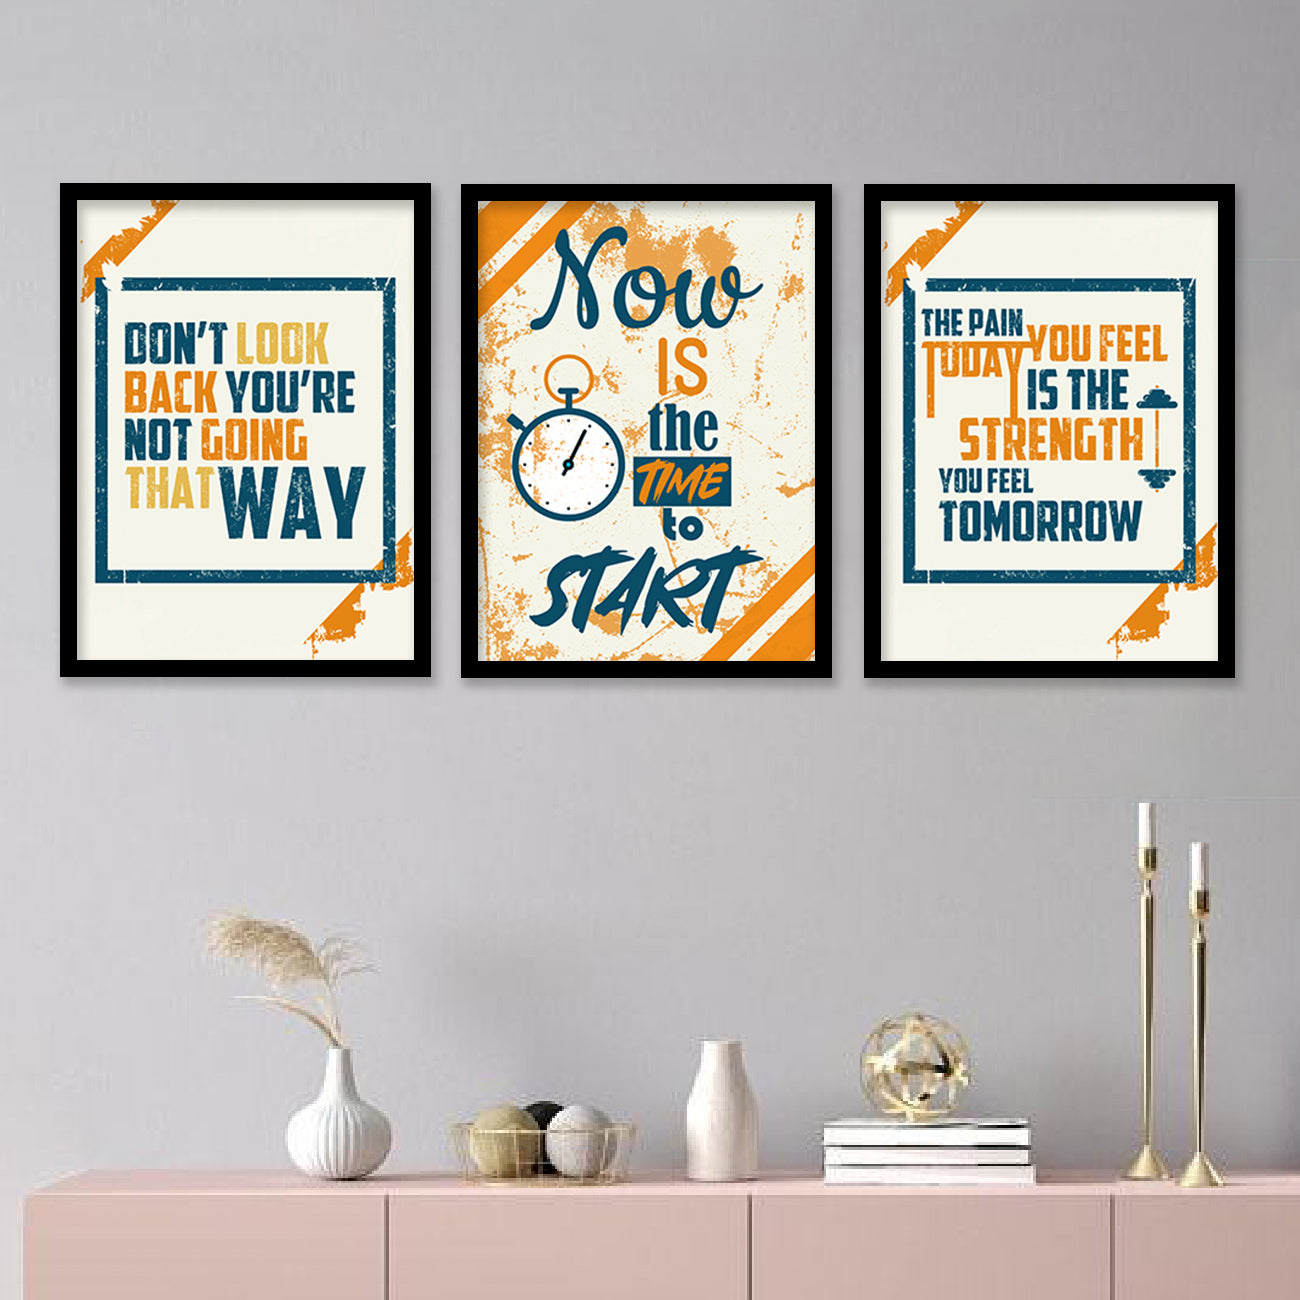 DON'T LOOK
BACK YOU'RE
NOT GOING
THAT WAY
Now
IS
the
TIME
to
START
THE PAIN
TODAY YOU FEEL
IS THE
STRENGTH
YOU FEEL
TOMORROW